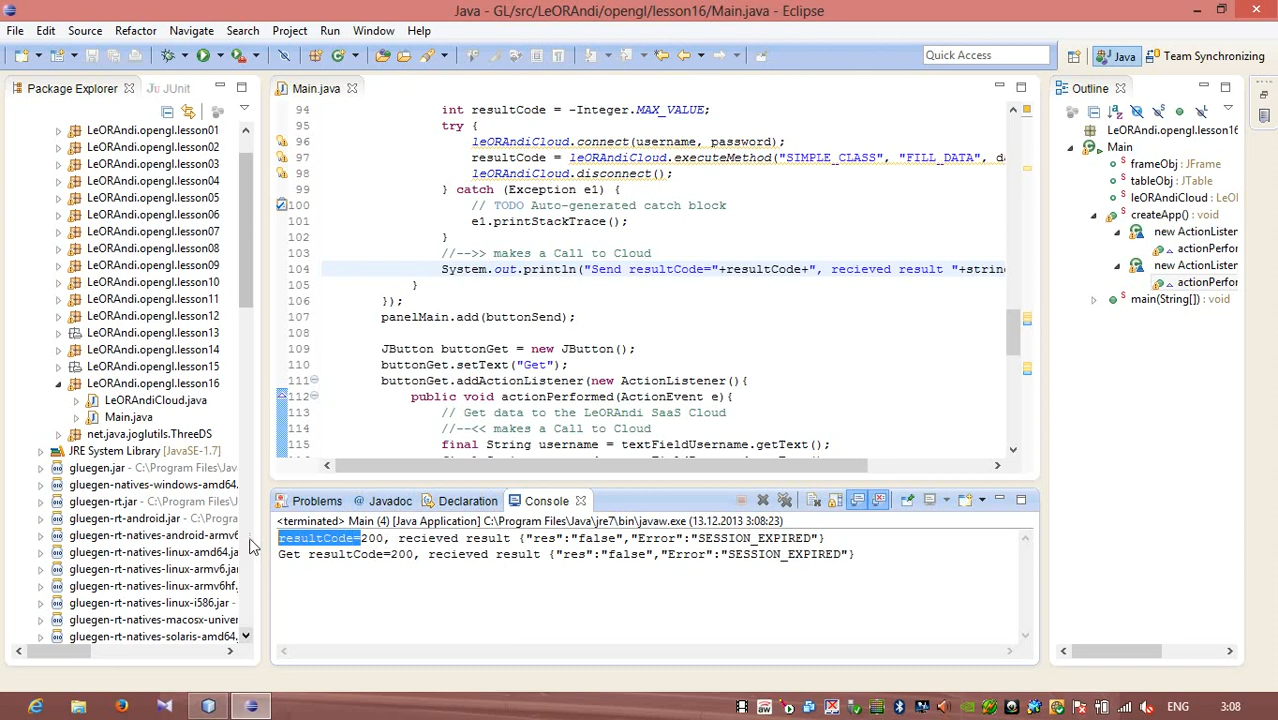 Java - GL/src/LeORAndi/opengl/lesson16/Main.java - Eclipse
File Edit Source Refactor Navigate Search Project Run Window Help
Quick Access
Java
Team Synchronizing
Package Explorer
JUnit
LeORAndi.opengl.lesson01
LeORAndi.opengl.lesson02
LeORAndi.opengl.lesson03
LeORAndi.opengl.lesson04
LeORAndi.opengl.lesson05
LeORAndi.opengl.lesson06
LeORAndi.opengl.lesson07
LeORAndi.opengl.lesson08
LeORAndi.opengl.lesson09
LeORAndi.opengl.lesson10
LeORAndi.opengl.lesson11
LeORAndi.opengl.lesson12
LeORAndi.opengl.lesson13
LeORAndi.opengl.lesson14
LeORAndi.opengl.lesson15
LeORAndi.opengl.lesson16
LeORAndiCloud.java
Main.java
net.java.joglutils.ThreeDS
JRE System Library [JavaSE-1.7]
gluegen.jar - C:\Program Files\Java
gluegen-natives-windows-amd64.
gluegen-rt.jar - C:\Program Files\J
gluegen-rt-android.jar - C:\Progra
gluegen-rt-natives-android-armv6
gluegen-rt-natives-linux-amd64.ja
gluegen-rt-natives-linux-armv6.jar
gluegen-rt-natives-linux-armv6hf.
gluegen-rt-natives-linux-i586.jar -
gluegen-rt-natives-macosx-univer
gluegen-rt-natives-solaris-amd64.
Main.java
94 int resultCode = -Integer.MAX_VALUE;
95 try {
96 leORAndiCloud.connect(username, password);
97 resultCode = leORAndiCloud.executeMethod("SIMPLE_CLASS", "FILL_DATA", da
98 leORAndiCloud.disconnect();
99 } catch (Exception e1) {
100 // TODO Auto-generated catch block
101 e1.printStackTrace();
102 }
103 //-->> makes a Call to Cloud
104 System.out.println("Send resultCode="+resultCode+", recieved result "+string
105 }
106 });
107 panelMain.add(buttonSend);
108
109 JButton buttonGet = new JButton();
110 buttonGet.setText("Get");
111 buttonGet.addActionListener(new ActionListener(){
112 public void actionPerformed(ActionEvent e){
113 // Get data to the LeORAndi SaaS Cloud
114 //--<< makes a Call to Cloud
115 final String username = textFieldUsername.getText();
Problems Javadoc Declaration Console
<terminated> Main (4) [Java Application] C:\Program Files\Java\jre7\bin\javaw.exe (13.12.2013 3:08:23)
resultCode=200, recieved result {"res":"false","Error":"SESSION_EXPIRED"}
Get resultCode=200, recieved result {"res":"false","Error":"SESSION_EXPIRED"}
Outline
LeORAndi.opengl.lesson16
Main
frameObj : JFrame
tableObj : JTable
leORAndiCloud : LeO
createApp() : void
new ActionListener
actionPerfor
new ActionListener
actionPerfor
main(String[]) : void
ENG
3:08